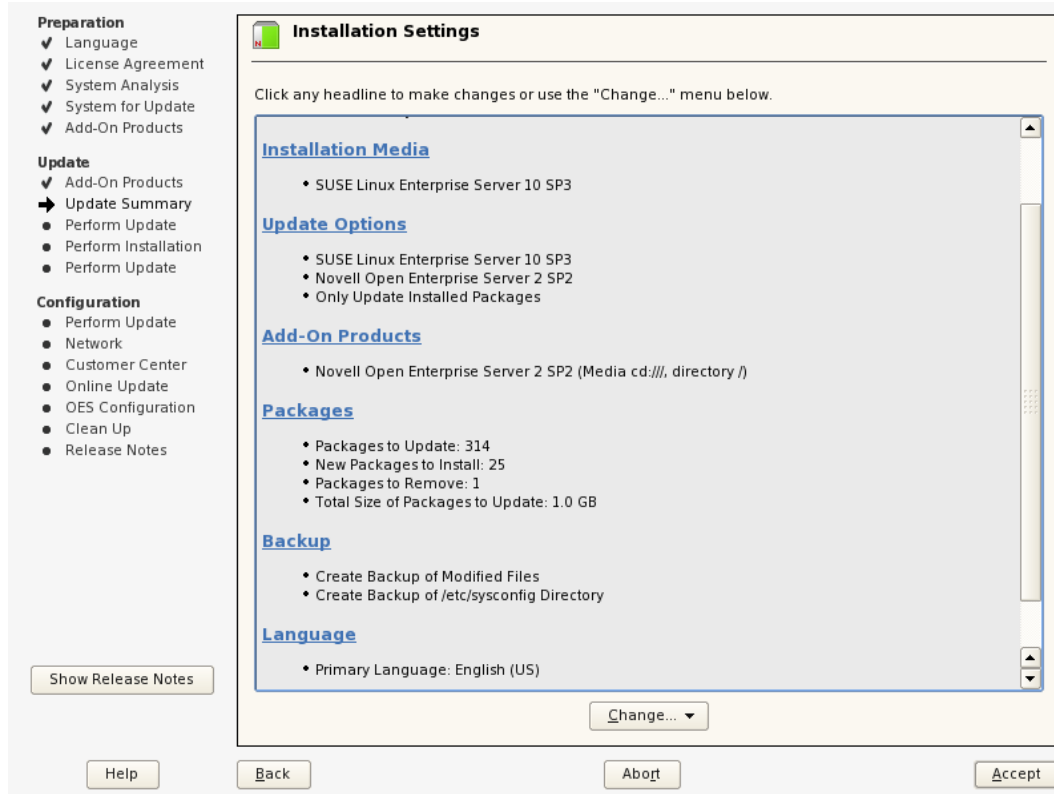 Preparation
Language
License Agreement
System Analysis
System for Update
Add-On Products
Update
Add-On Products
Update Summary
Perform Update
Perform Installation
Perform Update
Configuration
Perform Update
Network
Customer Center
Online Update
OES Configuration
Clean Up
Release Notes
Show Release Notes
Help
N
Installation Settings
Click any headline to make changes or use the "Change..." menu below.
Installation Media
• SUSE Linux Enterprise Server 10 SP3
Update Options
• SUSE Linux Enterprise Server 10 SP3
• Novell Open Enterprise Server 2 SP2
• Only Update Installed Packages
Add-On Products
• Novell Open Enterprise Server 2 SP2 (Media cd:///, directory /)
Packages
• Packages to Update: 314
• New Packages to Install: 25
• Packages to Remove: 1
• Total Size of Packages to Update: 1.0 GB
Backup
• Create Backup of Modified Files
• Create Backup of /etc/sysconfig Directory
Language
• Primary Language: English (US)
Change...
Back
Abort
Accept